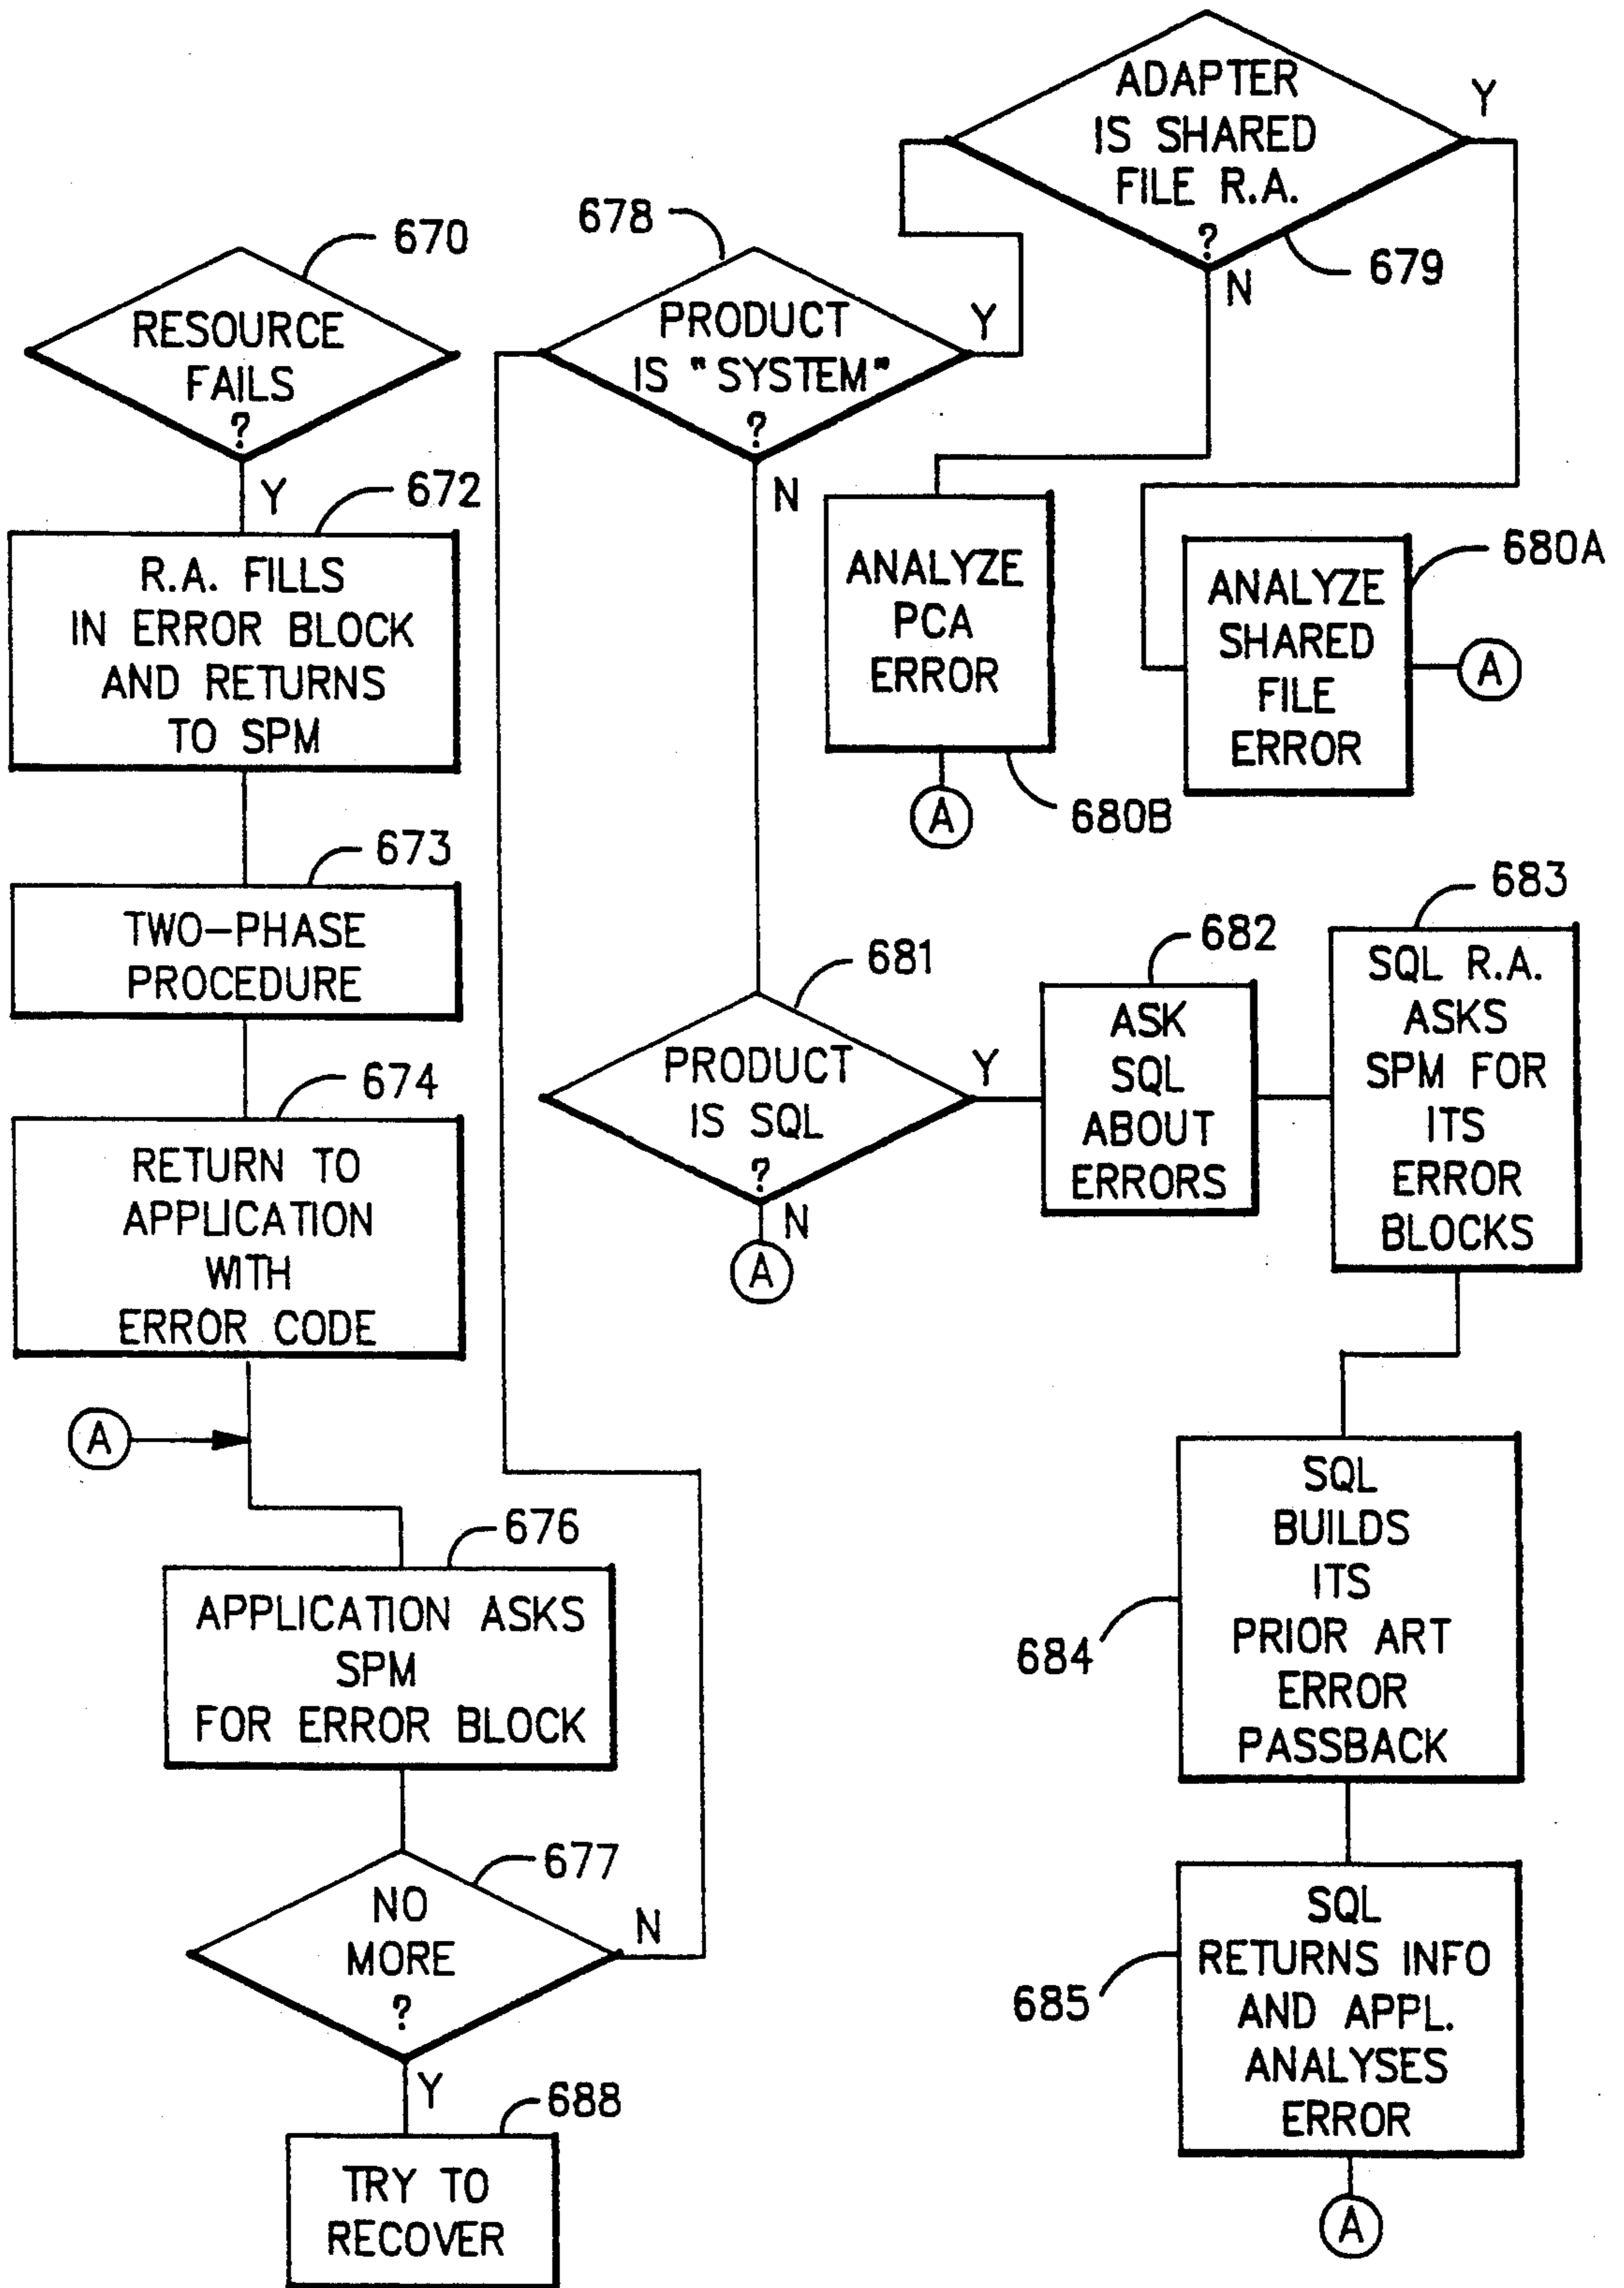 670
RESOURCE
FAILS
?
Y
672
R.A. FILLS
IN ERROR BLOCK
AND RETURNS
TO SPM
673
TWO-PHASE
PROCEDURE
674
RETURN TO
APPLICATION
WITH
ERROR CODE
A
676
APPLICATION ASKS
SPM
FOR ERROR BLOCK
677
NO
MORE
?
N
Y
688
TRY TO
RECOVER
678
PRODUCT
IS "SYSTEM"
?
Y
N
ADAPTER
IS SHARED
FILE R.A.
?
Y
N
679
ANALYZE
PCA
ERROR
680B
A
ANALYZE
SHARED
FILE
ERROR
680A
A
681
PRODUCT
IS SQL
?
Y
N
A
682
ASK
SQL
ABOUT
ERRORS
683
SQL R.A.
ASKS
SPM FOR
ITS
ERROR
BLOCKS
684
SQL
BUILDS
ITS
PRIOR ART
ERROR
PASSBACK
685
SQL
RETURNS INFO
AND APPL.
ANALYSES
ERROR
A